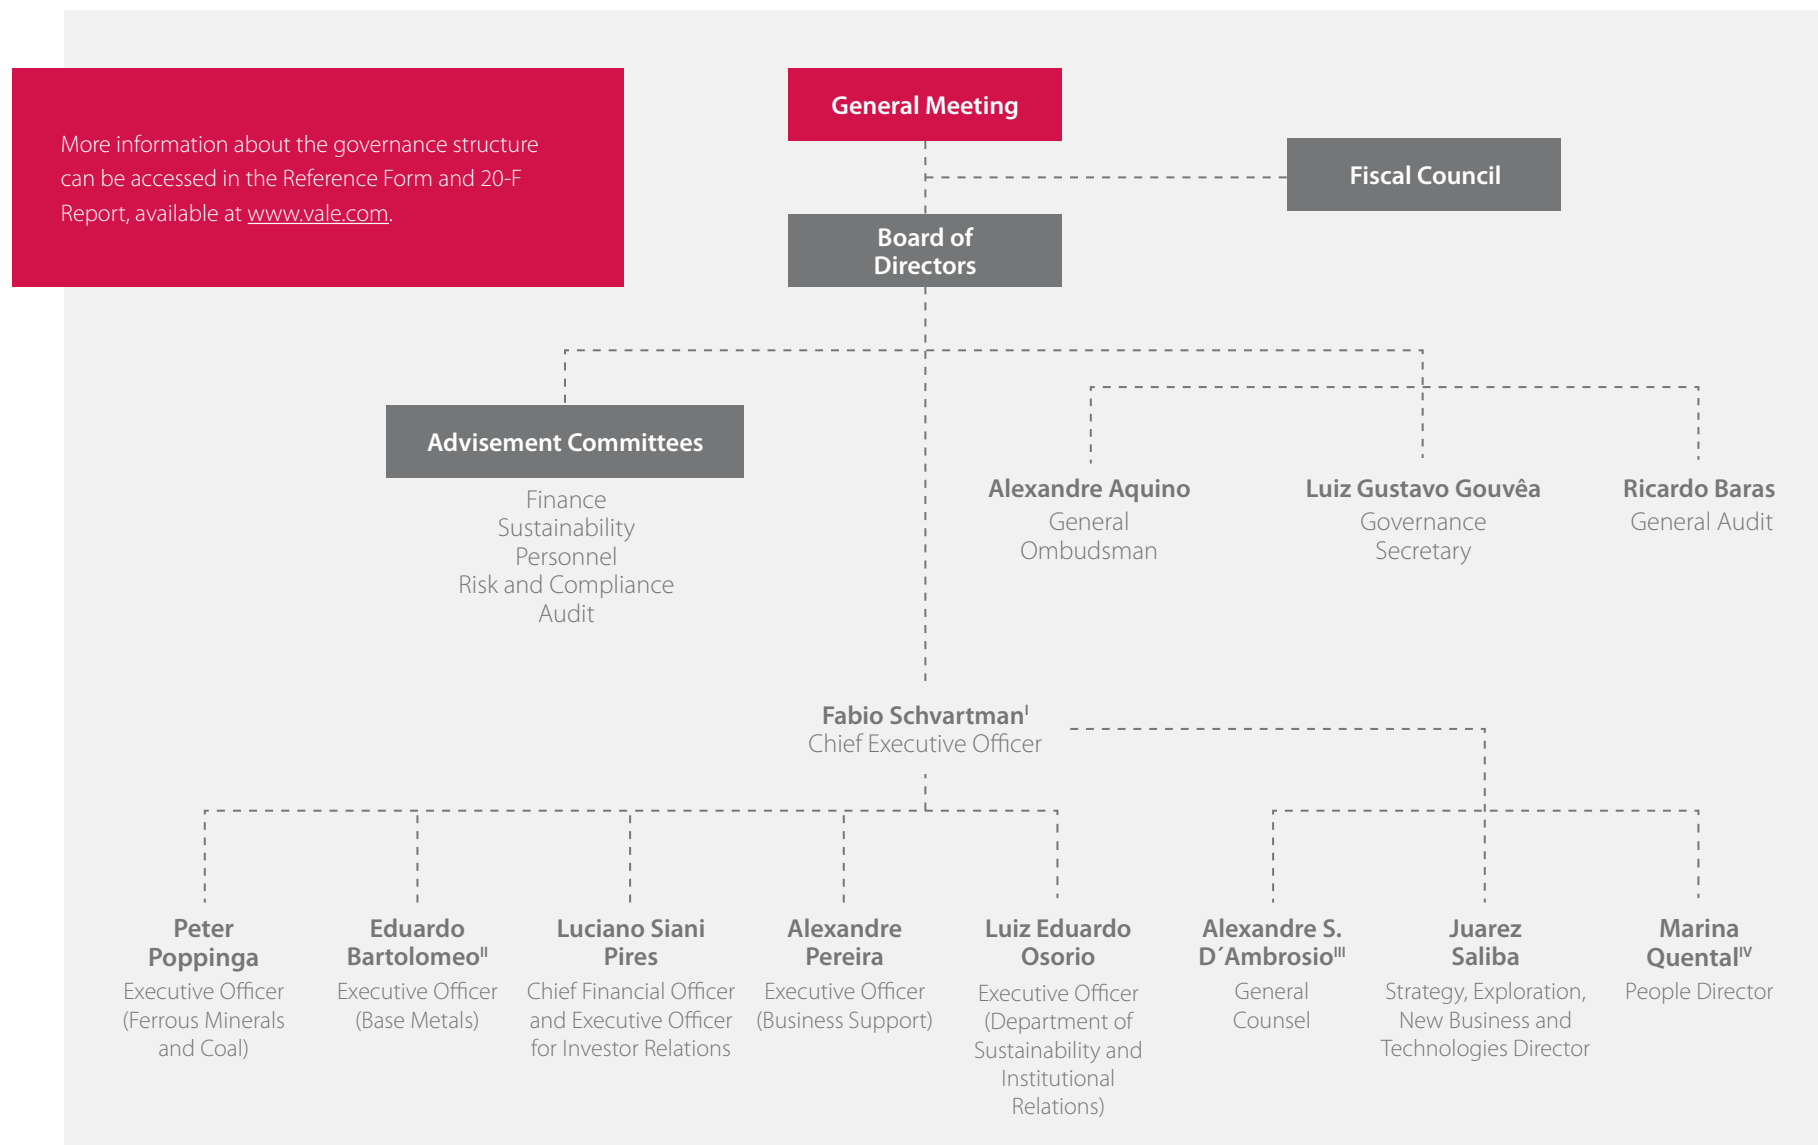 More information about the governance structure
can be accessed in the Reference Form and 20-F
Report, available at www.vale.com.
General Meeting
Fiscal Council
Board of
Directors
Advisement Committees
Finance
Sustainability
Personnel
Risk and Compliance
Audit
Alexandre Aquino
General
Ombudsman
Luiz Gustavo Gouvêa
Governance
Secretary
Ricardo Baras
General Audit
Fabio Schvartmanᴵ
Chief Executive Officer
Peter
Poppinga
Executive Officer
(Ferrous Minerals
and Coal)
Eduardo
Bartolomeoᴵᴵ
Executive Officer
(Base Metals)
Luciano Siani
Pires
Chief Financial Officer
and Executive Officer
for Investor Relations
Alexandre
Pereira
Executive Officer
(Business Support)
Luiz Eduardo
Osorio
Executive Officer
(Department of
Sustainability and
Institutional
Relations)
Alexandre S.
D´Ambrosioᴵᴵᴵ
General
Counsel
Juarez
Saliba
Strategy, Exploration,
New Business and
Technologies Director
Marina
Quentalᴵⱽ
People Director